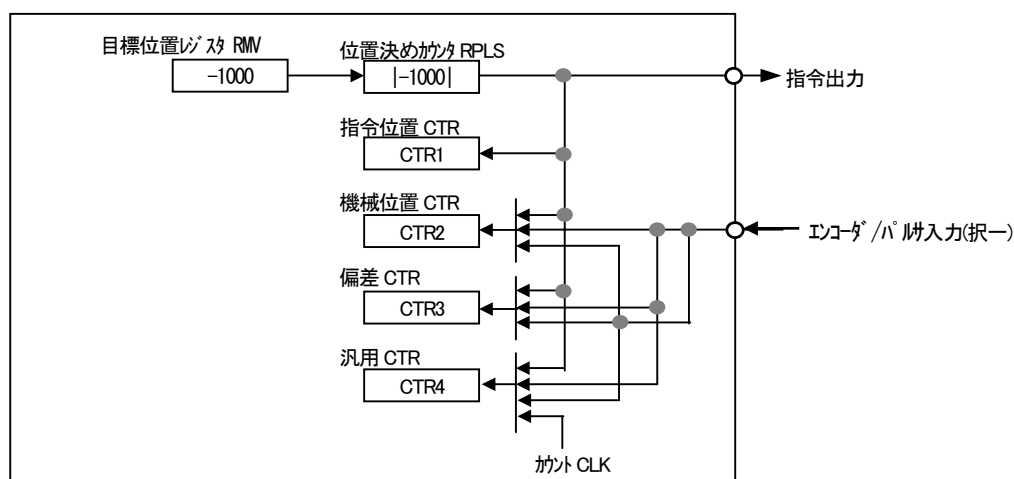 目標位置ﾚｼﾞｽﾀ RMV
-1000
位置決めｶｳﾝﾀ RPLS
|-1000|
指令出力
指令位置 CTR
CTR1
機械位置 CTR
CTR2
ｴﾝｺｰﾀﾞ/ﾊﾟﾙｻ入力(択一)
偏差 CTR
CTR3
汎用 CTR
CTR4
ｶｳﾝﾄ CLK